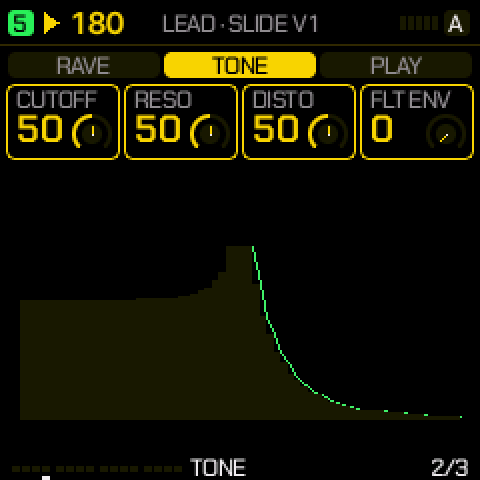 5 180 LEAD · SLIDE V1 A
RAVE TONE PLAY
CUTOFF RESO DISTO FLT ENV
50 50 50 0
TONE 2/3